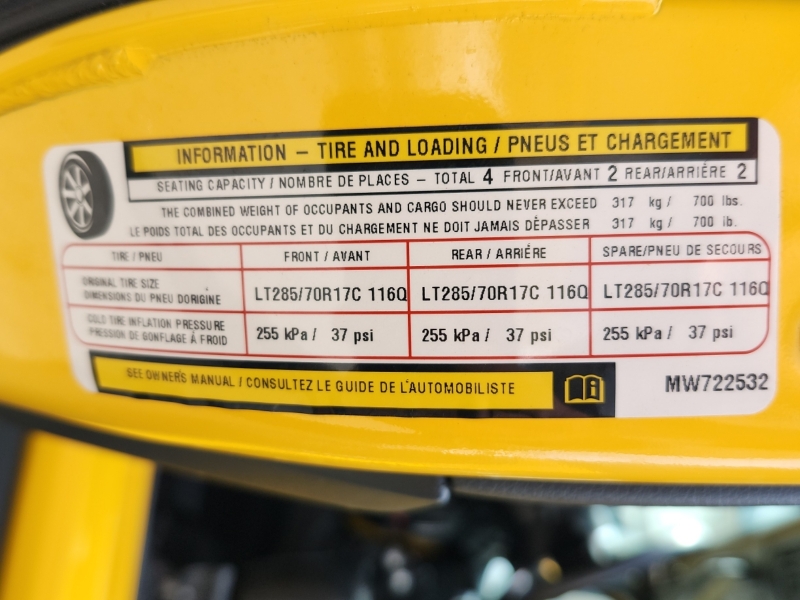 INFORMATION – TIRE AND LOADING / PNEUS ET CHARGEMENT
SEATING CAPACITY / NOMBRE DE PLACES – TOTAL 4 FRONT/AVANT 2 REAR/ARRIÉRE 2
THE COMBINED WEIGHT OF OCCUPANTS AND CARGO SHOULD NEVER EXCEED 317 kg / 700 lbs.
LE POIDS TOTAL DES OCCUPANTS ET DU CHARGEMENT NE DOIT JAMAIS DÈPASSER 317 kg / 700 lb.
TIRE / PNEU FRONT / AVANT REAR / ARRIÉRE SPARE/PNEU DE SECOURS
ORIGINAL TIRE SIZE
DIMENSIONS DU PNEU DORIGINE LT285/70R17C 116Q LT285/70R17C 116Q LT285/70R17C 116Q
COLD TIRE INFLATION PRESSURE
PRESSION DE GONFLAGE À FROID 255 kPa / 37 psi 255 kPa / 37 psi 255 kPa / 37 psi
SEE OWNER'S MANUAL / CONSULTEZ LE GUIDE DE L'AUTOMOBILISTE
MW722532